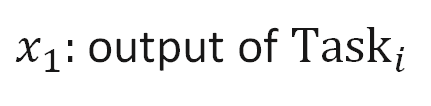 x₁: output of Taskᵢ